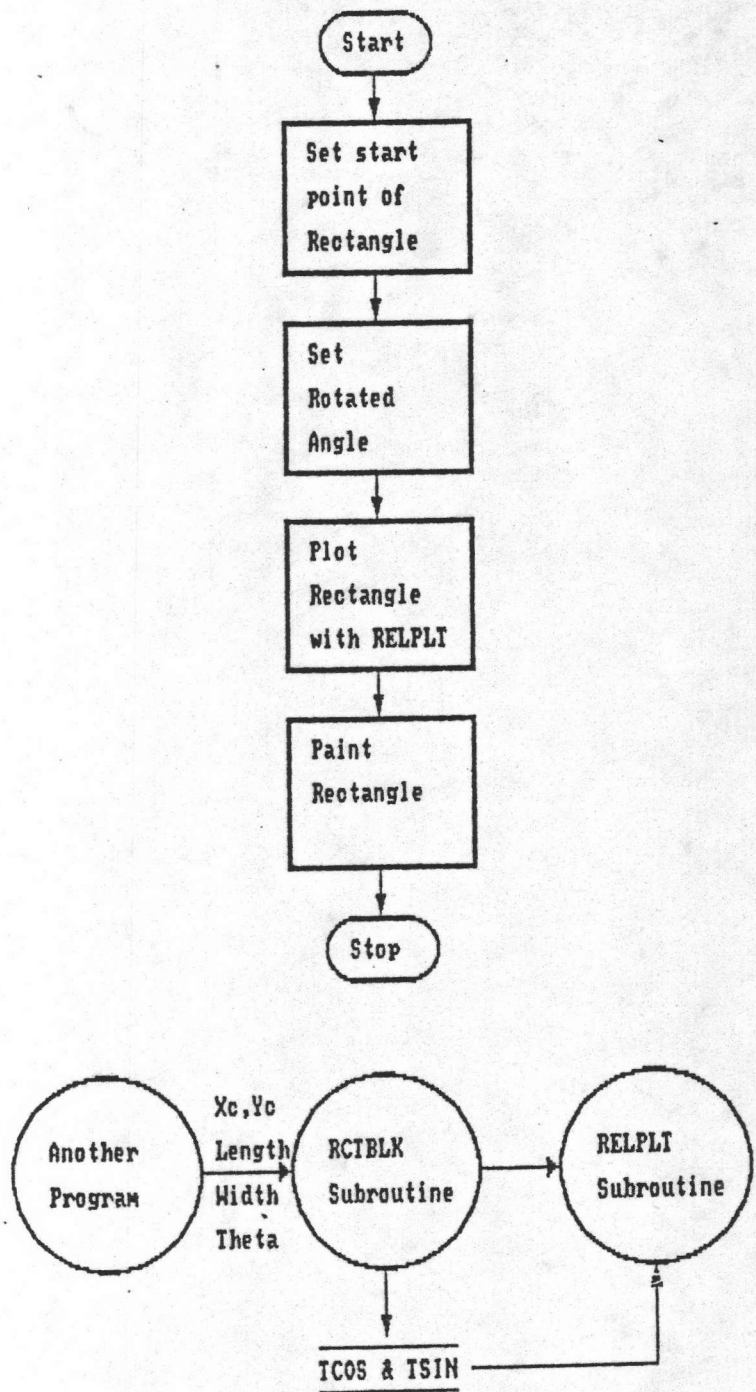 Start
Set start
point of
Rectangle
Set
Rotated
Angle
Plot
Rectangle
with RELPLT
Paint
Rectangle
Stop
Another
Program
Xc,Yc
Length
Width
Theta
RCTBLK
Subroutine
RELPLT
Subroutine
TCOS & TSIN